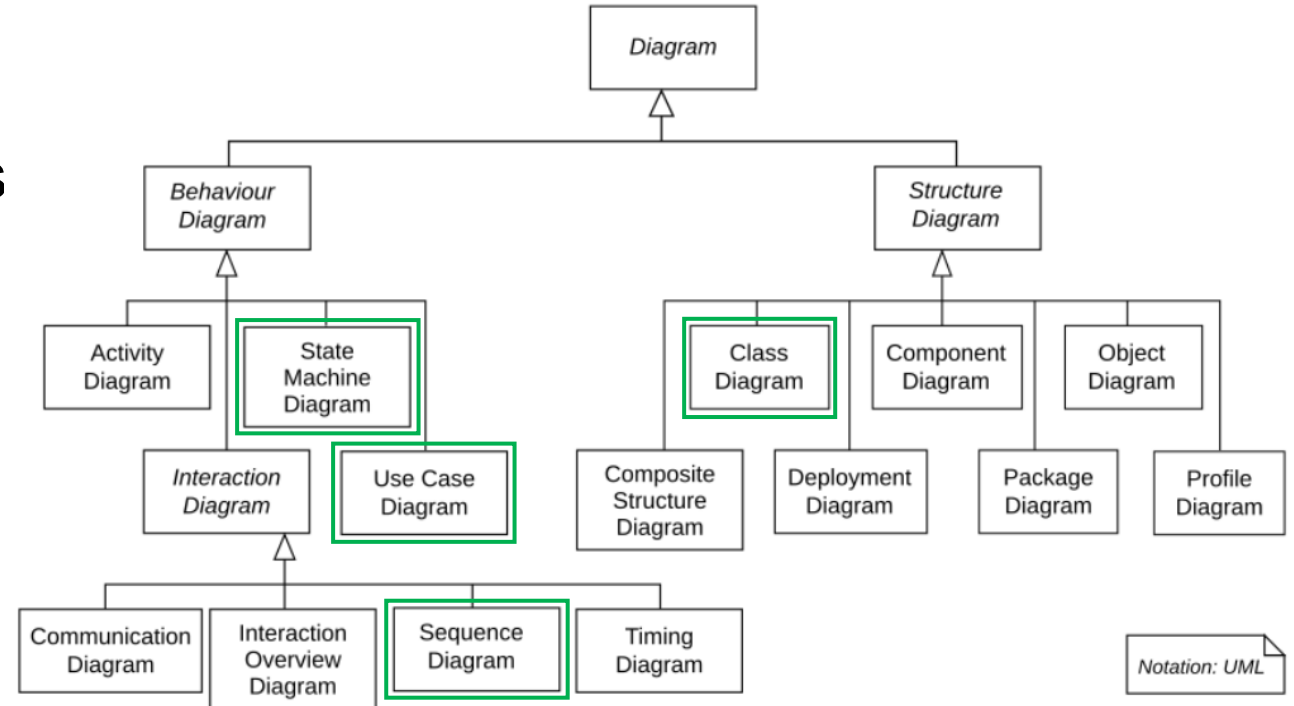 Diagram
s
Behaviour
Diagram
Structure
Diagram
Activity
Diagram
State
Machine
Diagram
Class
Diagram
Component
Diagram
Object
Diagram
Interaction
Diagram
Use Case
Diagram
Composite
Structure
Diagram
Deployment
Diagram
Package
Diagram
Profile
Diagram
Communication
Diagram
Interaction
Overview
Diagram
Sequence
Diagram
Timing
Diagram
Notation: UML